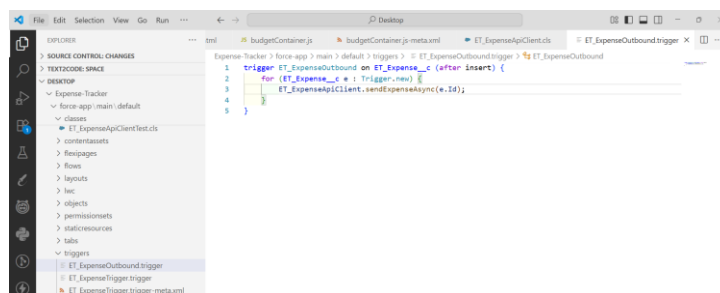 File Edit Selection View Go Run ··· Desktop
EXPLORER ···
SOURCE CONTROL: CHANGES
TEXT2CODE: SPACE
DESKTOP
Expense-Tracker
force-app\main\default
classes
ET_ExpenseApiClientTest.cls
contentassets
flexipages
flows
layouts
lwc
objects
permissionsets
staticresources
tabs
triggers
ET_ExpenseOutbound.trigger
ET_ExpenseTrigger.trigger
ET_ExpenseTrigger.trigger-meta.xml
tml budgetContainer.js budgetContainer.js-meta.xml ET_ExpenseApiClient.cls ET_ExpenseOutbound.trigger
Expense-Tracker > force-app > main > default > triggers > ET_ExpenseOutbound.trigger > ET_ExpenseOutbound
1 trigger ET_ExpenseOutbound on ET_Expense__c (after insert) {
2 for (ET_Expense__c e : Trigger.new) {
3 ET_ExpenseApiClient.sendExpenseAsync(e.Id);
4 }
5 }